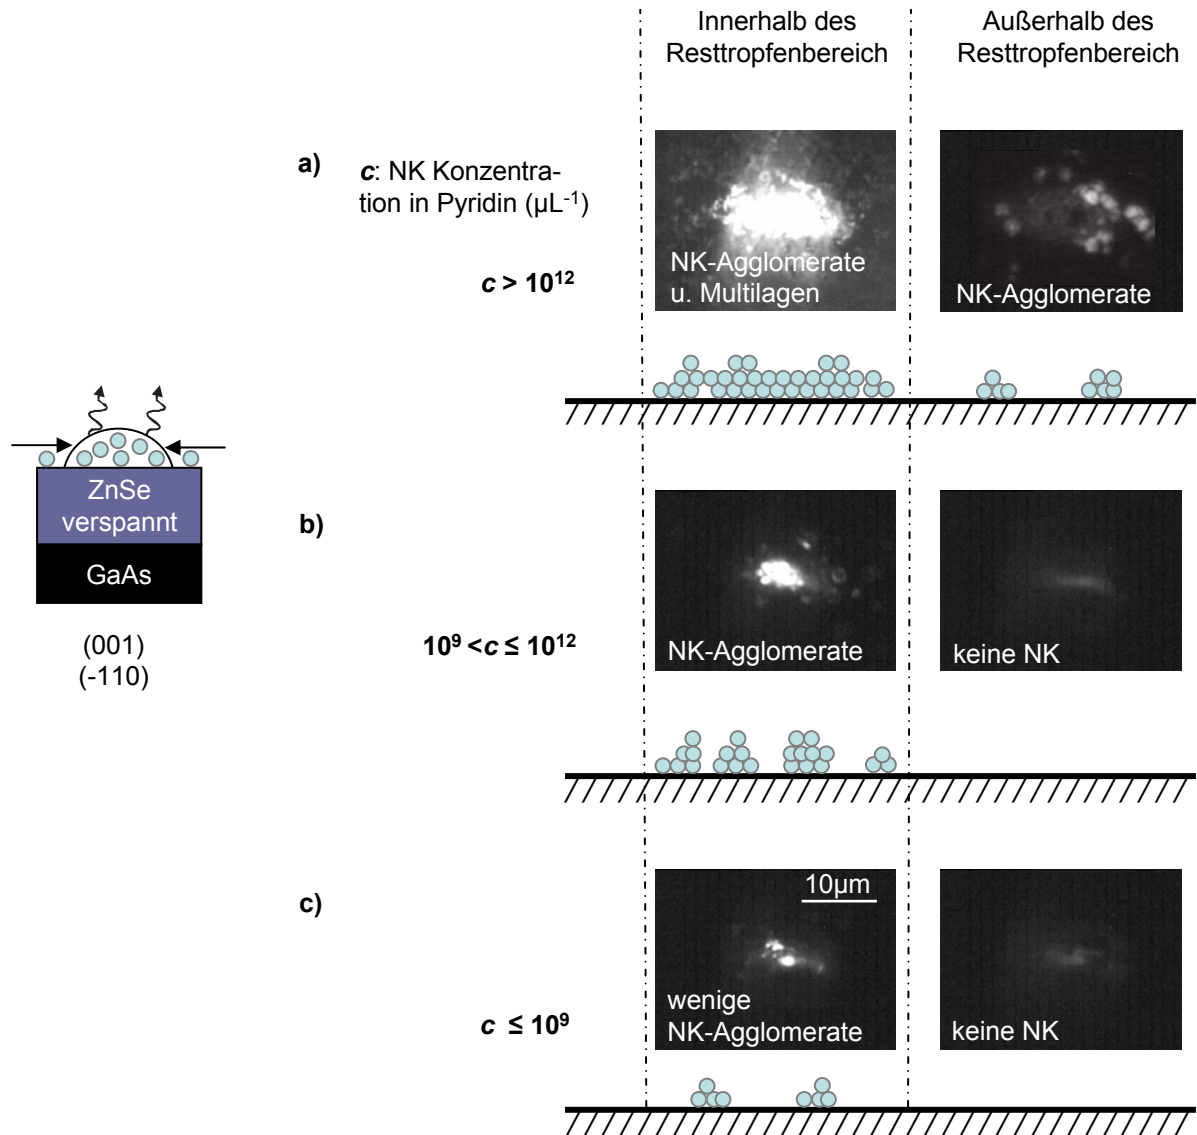 Innerhalb des
Resttropfenbereich
Außerhalb des
Resttropfenbereich
a)
c: NK Konzentra-
tion in Pyridin (µL⁻¹)
c > 10¹²
NK-Agglomerate
u. Multilagen
NK-Agglomerate
ZnSe
verspannt
GaAs
(001)
(-110)
b)
10⁹ <c ≤ 10¹²
NK-Agglomerate
keine NK
c)
10µm
c ≤ 10⁹
wenige
NK-Agglomerate
keine NK